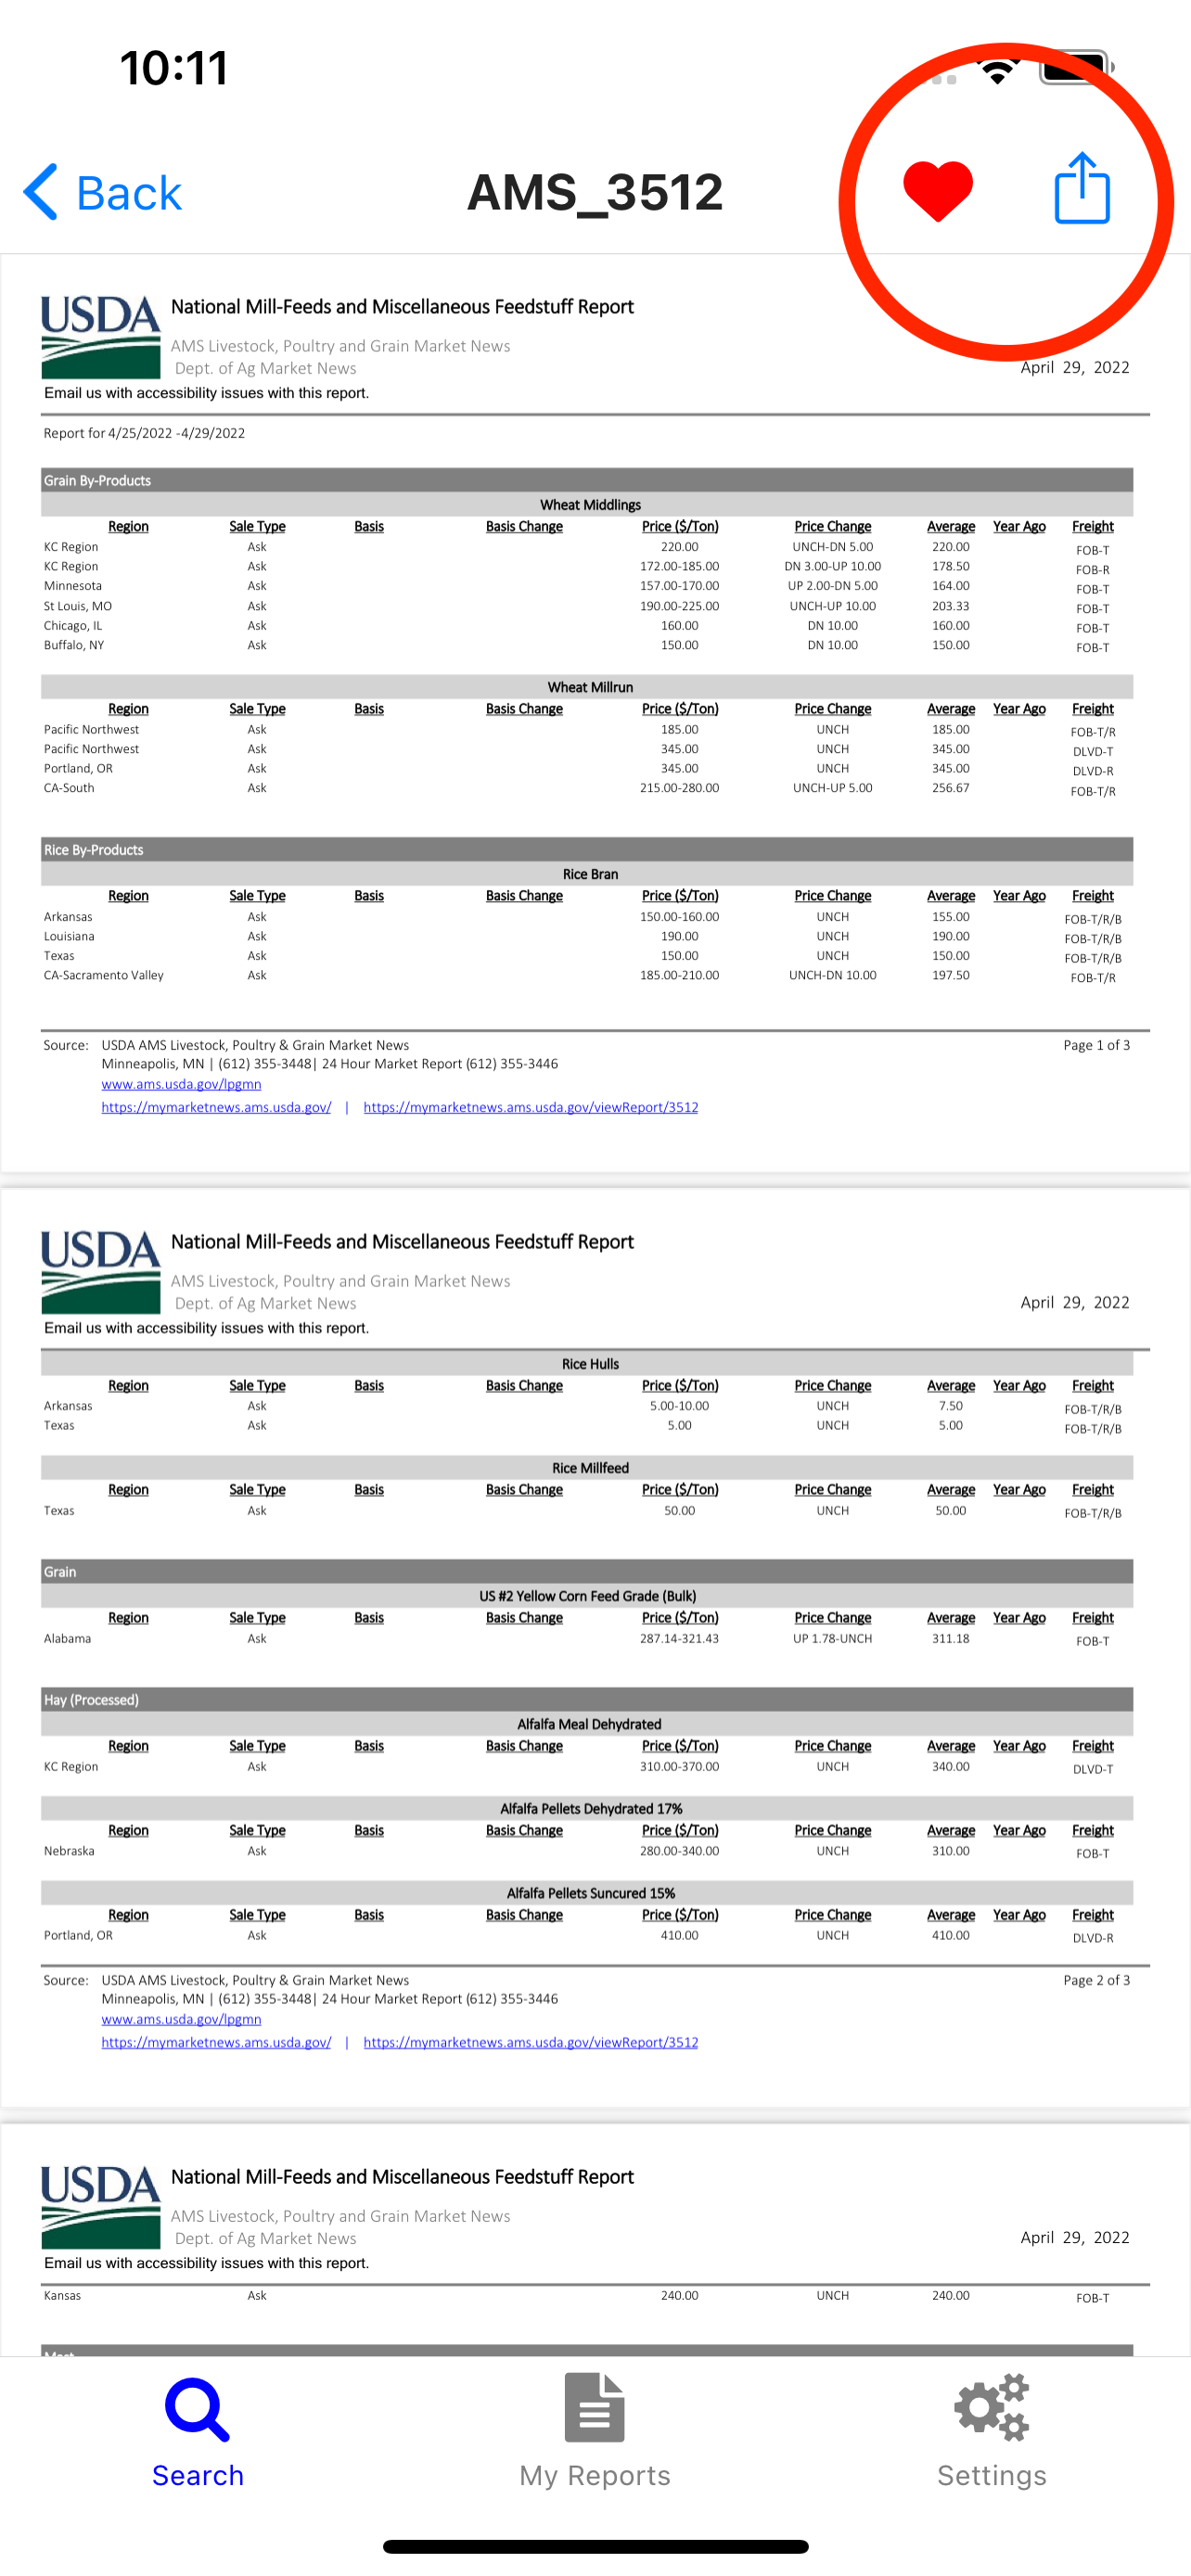 10:11
Back
AMS_3512
USDA National Mill-Feeds and Miscellaneous Feedstuff Report
AMS Livestock, Poultry and Grain Market News
Dept. of Ag Market News April 29, 2022
Email us with accessibility issues with this report.
Report for 4/25/2022 -4/29/2022
Grain By-Products
Wheat Middlings
Region Sale Type Basis Basis Change Price ($/Ton) Price Change Average Year Ago Freight
KC Region Ask 220.00 UNCH-DN 5.00 220.00 FOB-T
KC Region Ask 172.00-185.00 DN 3.00-UP 10.00 178.50 FOB-R
Minnesota Ask 157.00-170.00 UP 2.00-DN 5.00 164.00 FOB-T
St Louis, MO Ask 190.00-225.00 UNCH-UP 10.00 203.33 FOB-T
Chicago, IL Ask 160.00 DN 10.00 160.00 FOB-T
Buffalo, NY Ask 150.00 DN 10.00 150.00 FOB-T
Wheat Millrun
Region Sale Type Basis Basis Change Price ($/Ton) Price Change Average Year Ago Freight
Pacific Northwest Ask 185.00 UNCH 185.00 FOB-T/R
Pacific Northwest Ask 345.00 UNCH 345.00 DLVD-T
Portland, OR Ask 345.00 UNCH 345.00 DLVD-R
CA-South Ask 215.00-280.00 UNCH-UP 5.00 256.67 FOB-T/R
Rice By-Products
Rice Bran
Region Sale Type Basis Basis Change Price ($/Ton) Price Change Average Year Ago Freight
Arkansas Ask 150.00-160.00 UNCH 155.00 FOB-T/R/B
Louisiana Ask 190.00 UNCH 190.00 FOB-T/R/B
Texas Ask 150.00 UNCH 150.00 FOB-T/R/B
CA-Sacramento Valley Ask 185.00-210.00 UNCH-DN 10.00 197.50 FOB-T/R
Source: USDA AMS Livestock, Poultry & Grain Market News Page 1 of 3
Minneapolis, MN | (612) 355-3448| 24 Hour Market Report (612) 355-3446
www.ams.usda.gov/lpgmn
https://mymarketnews.ams.usda.gov/ | https://mymarketnews.ams.usda.gov/viewReport/3512
USDA National Mill-Feeds and Miscellaneous Feedstuff Report
AMS Livestock, Poultry and Grain Market News
Dept. of Ag Market News April 29, 2022
Email us with accessibility issues with this report.
Rice Hulls
Region Sale Type Basis Basis Change Price ($/Ton) Price Change Average Year Ago Freight
Arkansas Ask 5.00-10.00 UNCH 7.50 FOB-T/R/B
Texas Ask 5.00 UNCH 5.00 FOB-T/R/B
Rice Millfeed
Region Sale Type Basis Basis Change Price ($/Ton) Price Change Average Year Ago Freight
Texas Ask 50.00 UNCH 50.00 FOB-T/R/B
Grain
US #2 Yellow Corn Feed Grade (Bulk)
Region Sale Type Basis Basis Change Price ($/Ton) Price Change Average Year Ago Freight
Alabama Ask 287.14-321.43 UP 1.78-UNCH 311.18 FOB-T
Hay (Processed)
Alfalfa Meal Dehydrated
Region Sale Type Basis Basis Change Price ($/Ton) Price Change Average Year Ago Freight
KC Region Ask 310.00-370.00 UNCH 340.00 DLVD-T
Alfalfa Pellets Dehydrated 17%
Region Sale Type Basis Basis Change Price ($/Ton) Price Change Average Year Ago Freight
Nebraska Ask 280.00-340.00 UNCH 310.00 FOB-T
Alfalfa Pellets Suncured 15%
Region Sale Type Basis Basis Change Price ($/Ton) Price Change Average Year Ago Freight
Portland, OR Ask 410.00 UNCH 410.00 DLVD-R
Source: USDA AMS Livestock, Poultry & Grain Market News Page 2 of 3
Minneapolis, MN | (612) 355-3448| 24 Hour Market Report (612) 355-3446
www.ams.usda.gov/lpgmn
https://mymarketnews.ams.usda.gov/ | https://mymarketnews.ams.usda.gov/viewReport/3512
USDA National Mill-Feeds and Miscellaneous Feedstuff Report
AMS Livestock, Poultry and Grain Market News
Dept. of Ag Market News April 29, 2022
Email us with accessibility issues with this report.
Kansas Ask 240.00 UNCH 240.00 FOB-T
Search My Reports Settings